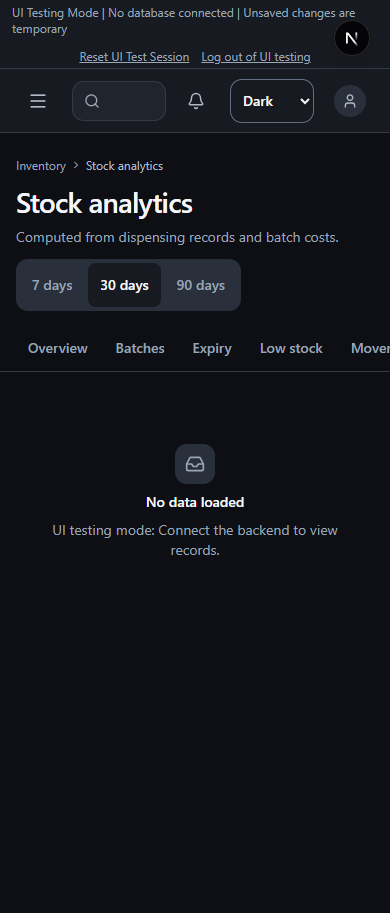 UI Testing Mode | No database connected | Unsaved changes are
temporary
N
Reset UI Test Session Log out of UI testing
Dark
Inventory > Stock analytics
Stock analytics
Computed from dispensing records and batch costs.
7 days 30 days 90 days
Overview Batches Expiry Low stock
No data loaded
UI testing mode: Connect the backend to view
records.